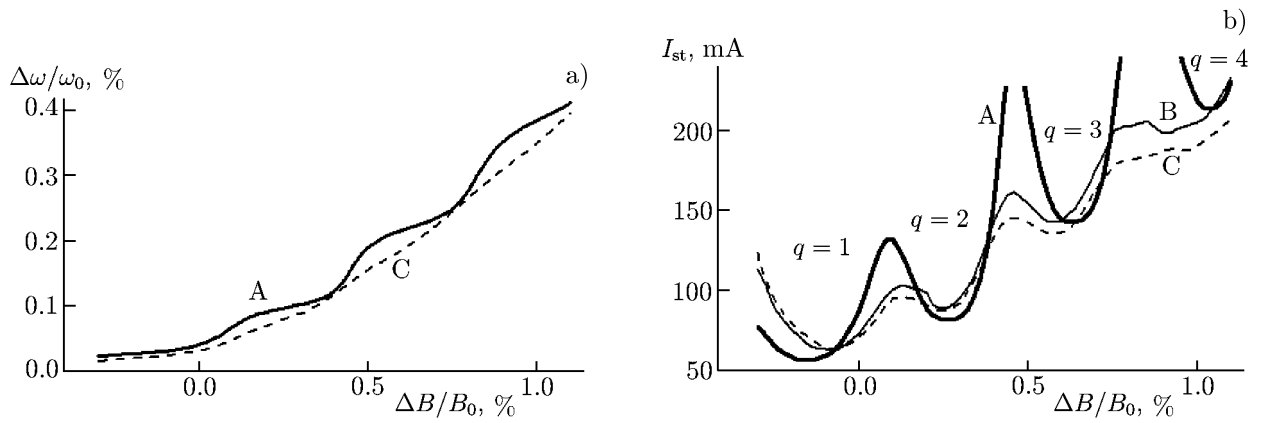 a)
Δω/ω₀, %
0.4
0.3
0.2
0.1
0.0
A
C
0.0 0.5 1.0
ΔB/B₀, %
b)
Iₛₜ, mA
200
150
100
50
q = 1
q = 2
q = 3
q = 4
A
B
C
0.0 0.5 1.0
ΔB/B₀, %